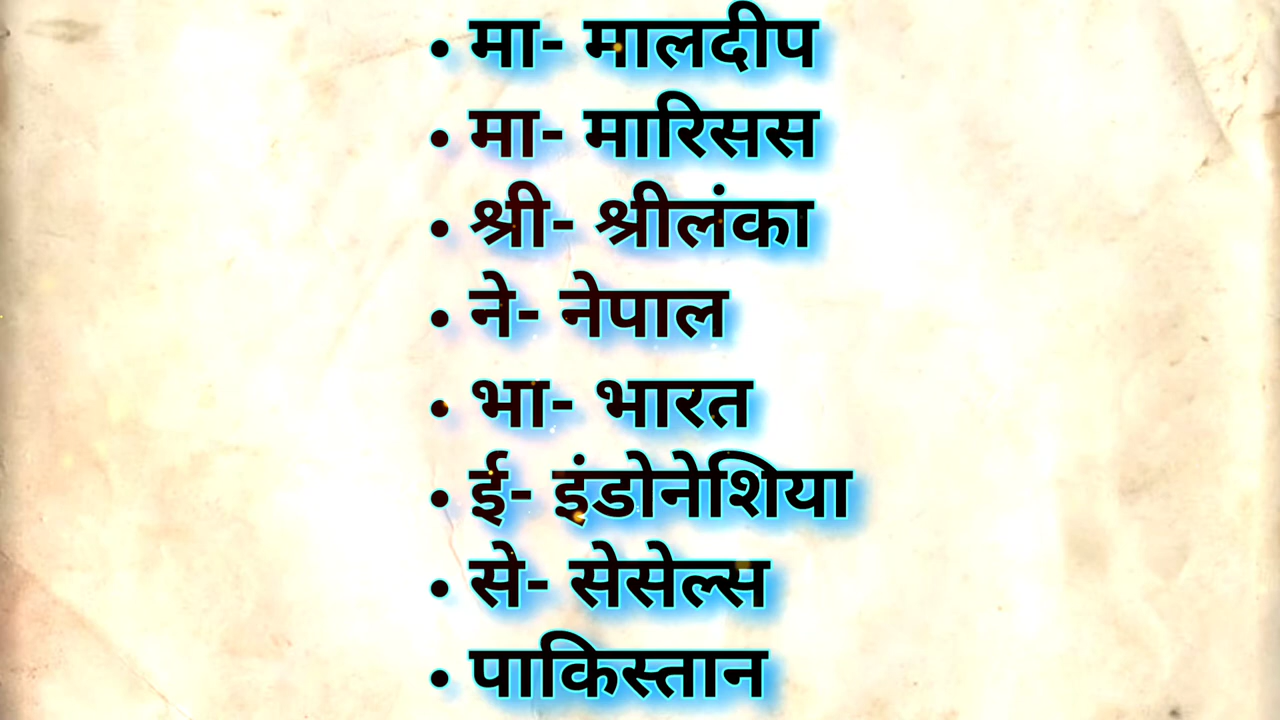 • मा- मालदीप
• मा- मारिसस
• श्री- श्रीलंका
• ने- नेपाल
• भा- भारत
• ई- इंडोनेशिया
• से- सेसेल्स
• पाकिस्तान